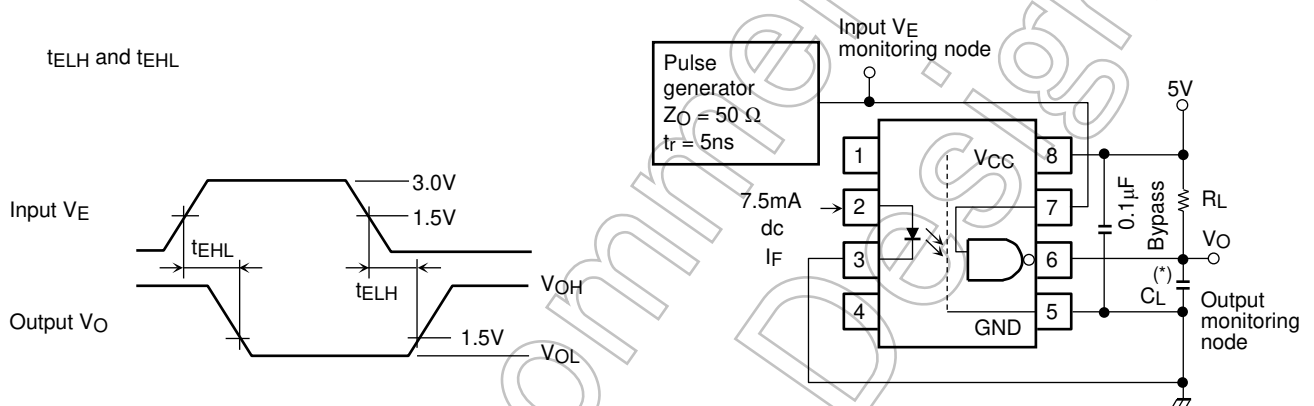 tELH and tEHL
Input VE
3.0V
1.5V
tEHL
tELH
VOH
Output VO
1.5V
VOL
Input VE
monitoring node
Pulse
generator
ZO = 50 Ω
tr = 5ns
5V
1
VCC
8
7.5mA
dc
IF
2
7
0.1μF
Bypass
RL
3
6
VO
(*)
CL
4
GND
5
Output
monitoring
node